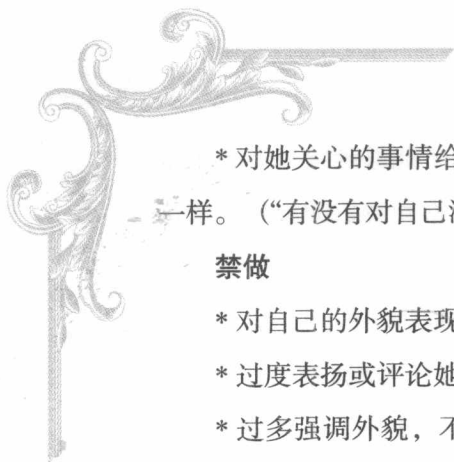 * 对她关心的事情给
一样。（“有没有对自己
禁做
* 对自己的外貌表现
* 过度表扬或评论她
* 过多强调外貌，不